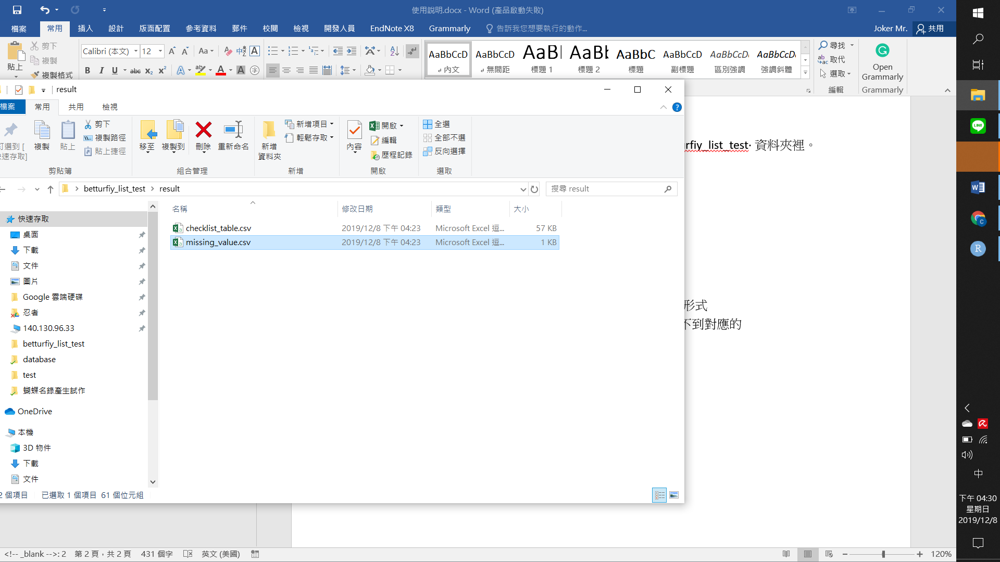 使用說明.docx - Word (產品啟動失敗)
檔案 常用 插入 設計 版面配置 參考資料 郵件 校閱 檢視 開發人員 EndNote X8 Grammarly 告訴我您想要執行的動作... Joker Mr. 共用
貼上 剪下 複製 複製格式
Calibri (本文) 12
AaBbCcD AaBbCcD AaBl AaBb AaBbC AaBbCcD AaBbCcD AaBbCcDı
內文 無間距 標題 1 標題 2 標題 副標題 區別強調 強調斜體
尋找 取代 選取 編輯
Open Grammarly
Grammarly
result
檔案 常用 共用 檢視
複製 貼上 剪下 複製路徑 貼上捷徑
快速存取]
剪貼簿
移至 複製到 刪除 重新命名
組合管理
新增 資料夾 新增項目 輕鬆存取
新增
內容 開啟 編輯 歷程記錄
開啟
全選 全部不選 反向選擇
選取
betturfiy_list_test result
搜尋 result
名稱 修改日期 類型 大小
checklist_table.csv 2019/12/8 下午 04:23 Microsoft Excel 逗... 57 KB
missing_value.csv 2019/12/8 下午 04:23 Microsoft Excel 逗... 1 KB
快速存取
桌面
下載
文件
圖片
Google 雲端硬碟
忍者
140.130.96.33
betturfiy_list_test
database
test
蝴蝶名錄產生試作
OneDrive
本機
3D 物件
下載
文件
2 個項目 已選取 1 個項目 61 個位元組
rfiy_list_test 資料夾裡。
形式
不到對應的
LINE
中
下午 04:30
星期日
2019/12/8
<!-- _blank -->: 2 第 2 頁，共 2 頁 431 個字 英文 (美國) 120%